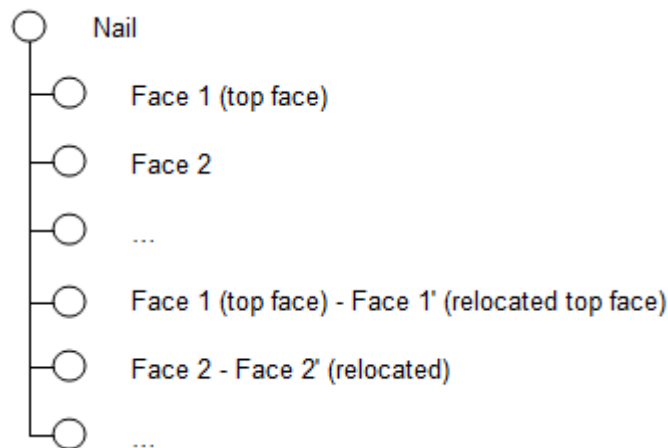 Nail
Face 1 (top face)
Face 2
...
Face 1 (top face) - Face 1' (relocated top face)
Face 2 - Face 2' (relocated)
...